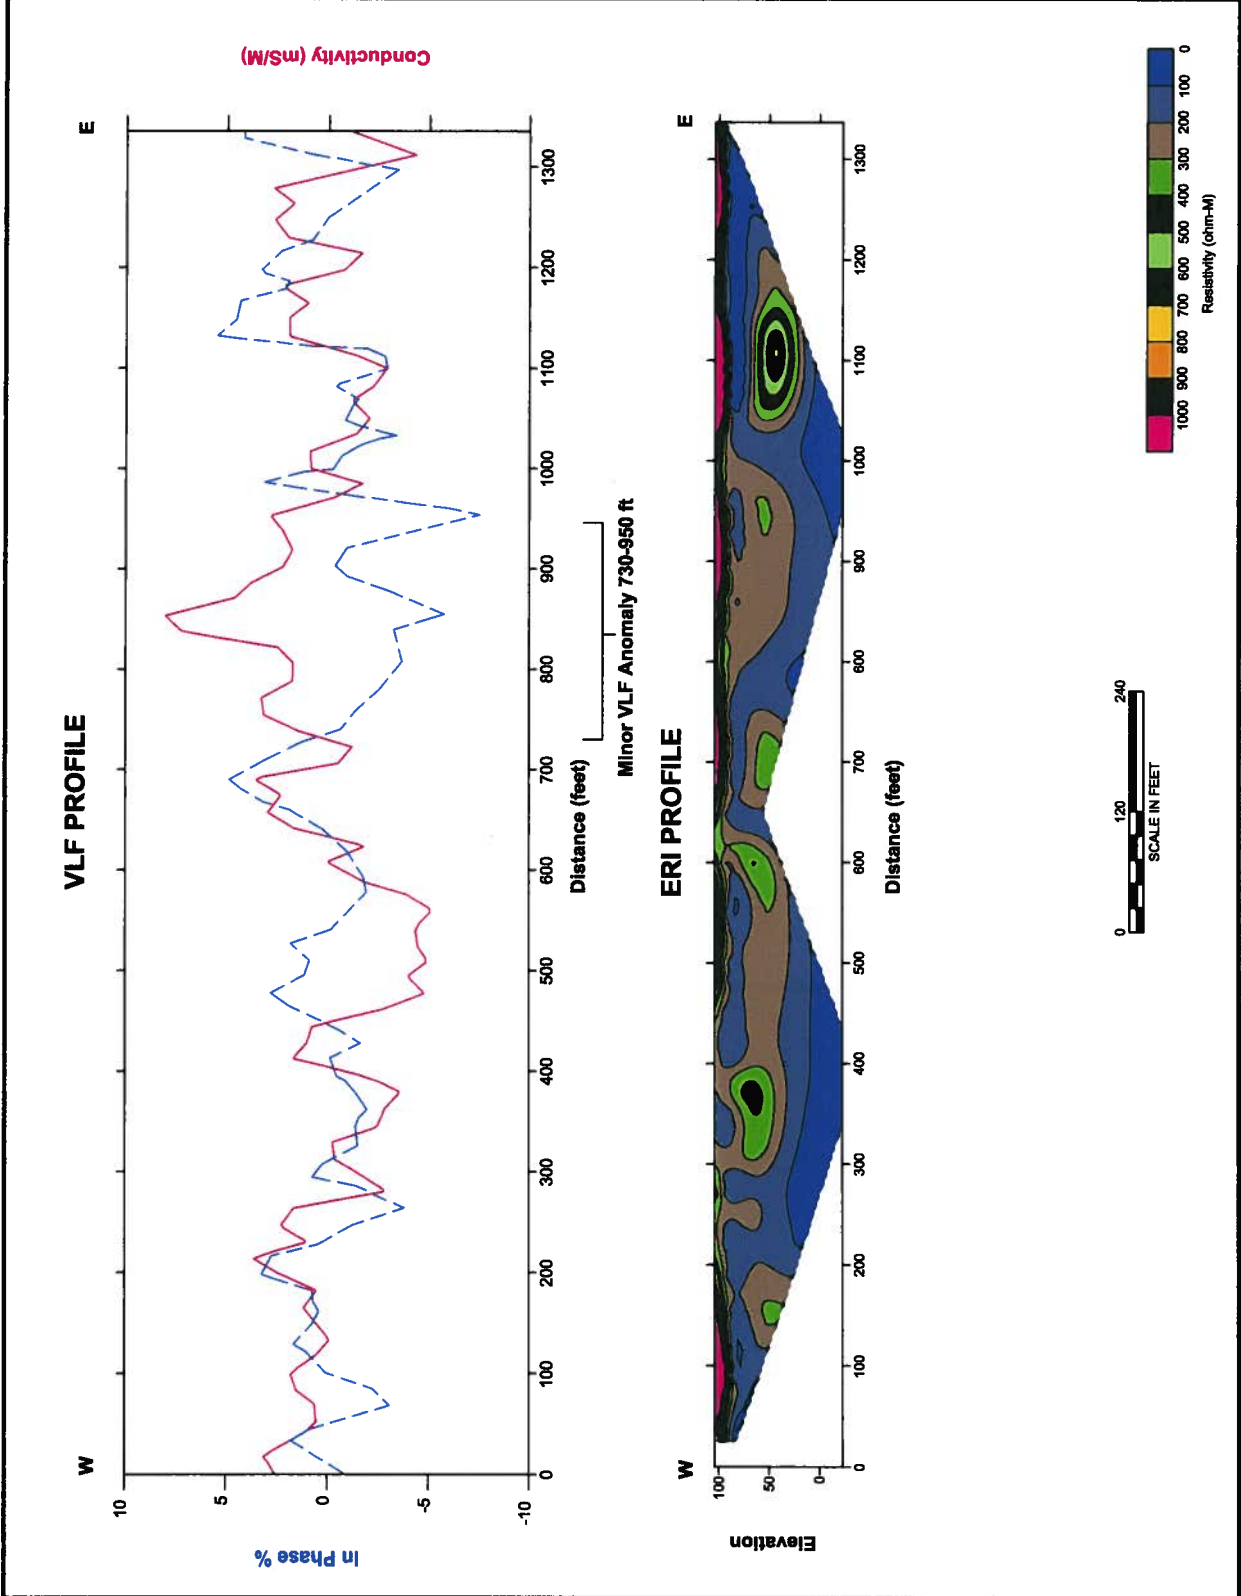 VLF PROFILE
W
E
In Phase %
Conductivity (mS/M)
10
5
0
-5
-10
0 100 200 300 400 500 600 700 800 900 1000 1100 1200 1300
Distance (feet)
Minor VLF Anomaly 730-950 ft
ERI PROFILE
W
E
Elevation
100
50
0
0 100 200 300 400 500 600 700 800 900 1000 1100 1200 1300
Distance (feet)
0 120 240
SCALE IN FEET
1000 900 800 700 600 500 400 300 200 100 0
Resistivity (ohm-M)